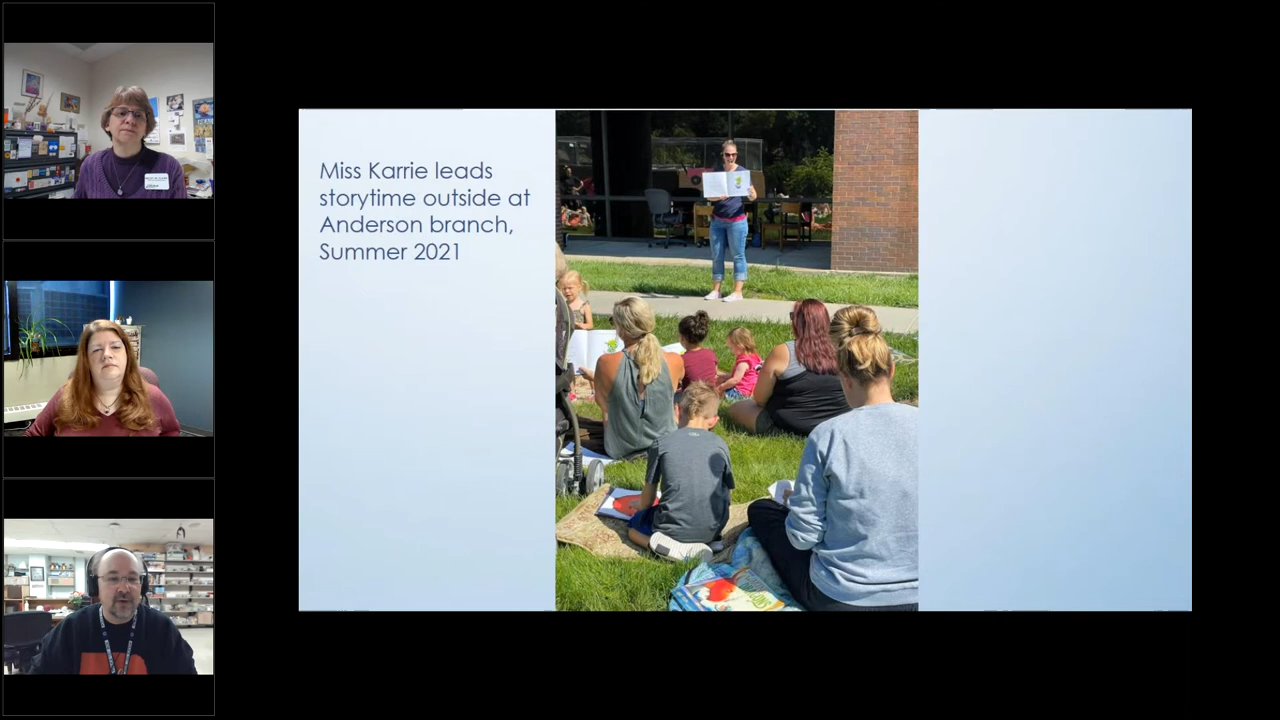 Miss Karrie leads
storytime outside at
Anderson branch,
Summer 2021